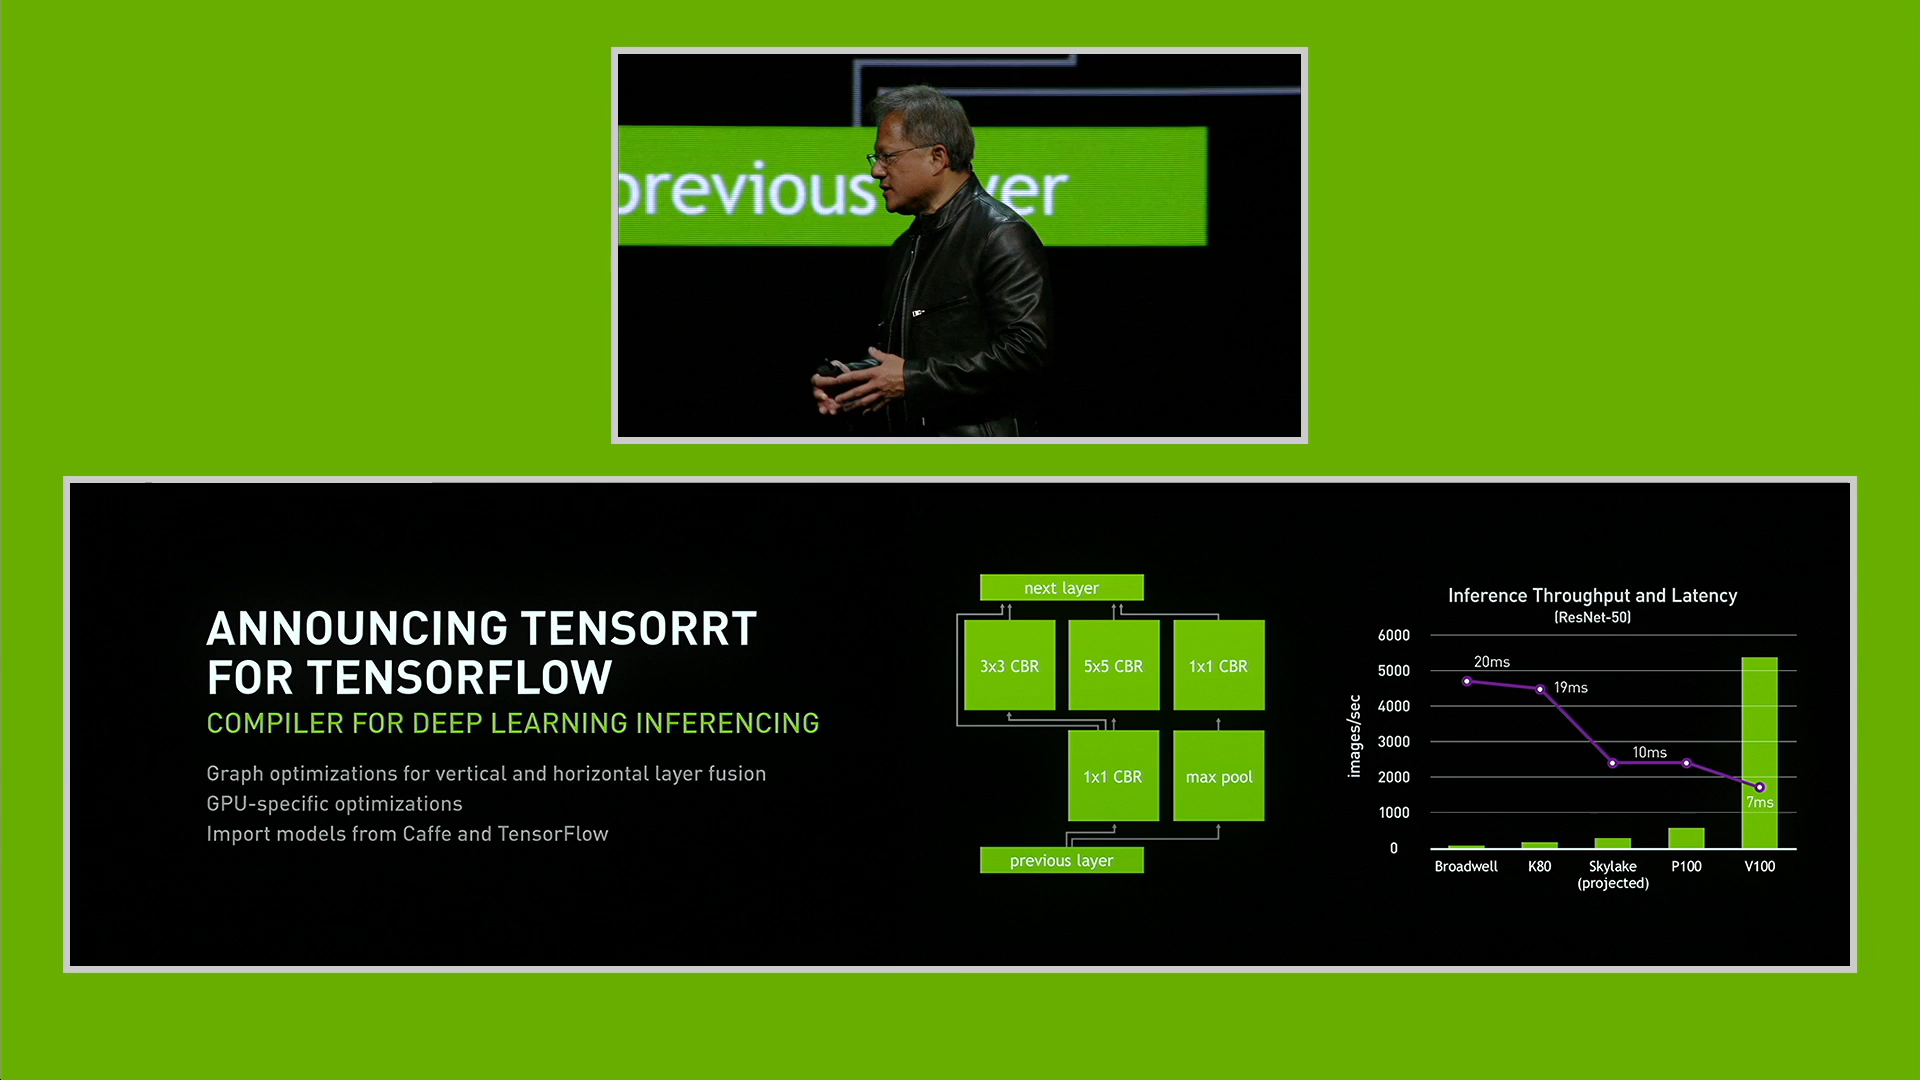 previous
yer
ANNOUNCING TENSORRT
FOR TENSORFLOW
COMPILER FOR DEEP LEARNING INFERENCING
Graph optimizations for vertical and horizontal layer fusion
GPU-specific optimizations
Import models from Caffe and TensorFlow
next layer
3x3 CBR
5x5 CBR
1x1 CBR
1x1 CBR
max pool
previous layer
Inference Throughput and Latency
(ResNet-50)
images/sec
6000
5000
4000
3000
2000
1000
0
20ms
19ms
10ms
7ms
Broadwell
K80
Skylake
(projected)
P100
V100